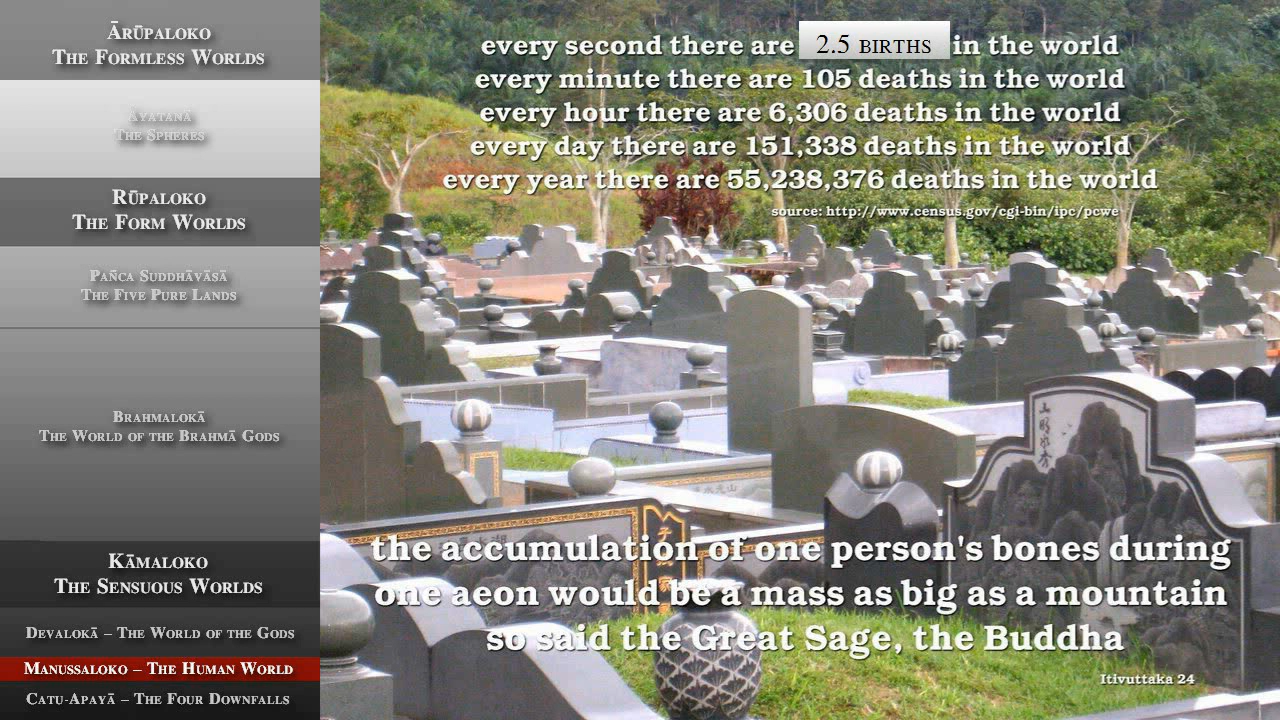 Ārūpaloko
The Formless Worlds
Āyatanā
The Spheres
Rūpaloko
The Form Worlds
Pañca Suddhāvāsā
The Five Pure Lands
Brahmalokā
The World of the Brahmā Gods
Kāmaloko
The Sensuous Worlds
Devalokā – The World of the Gods
Manussaloko – The Human World
Catu-Apayā – The Four Downfalls
every second there are 2.5 births in the world
every minute there are 105 deaths in the world
every hour there are 6,306 deaths in the world
every day there are 151,338 deaths in the world
every year there are 55,238,376 deaths in the world
source: http://www.census.gov/cgi-bin/ipc/pcwe
山明水秀
the accumulation of one person's bones during
one aeon would be a mass as big as a mountain
so said the Great Sage, the Buddha
Itivuttaka 24